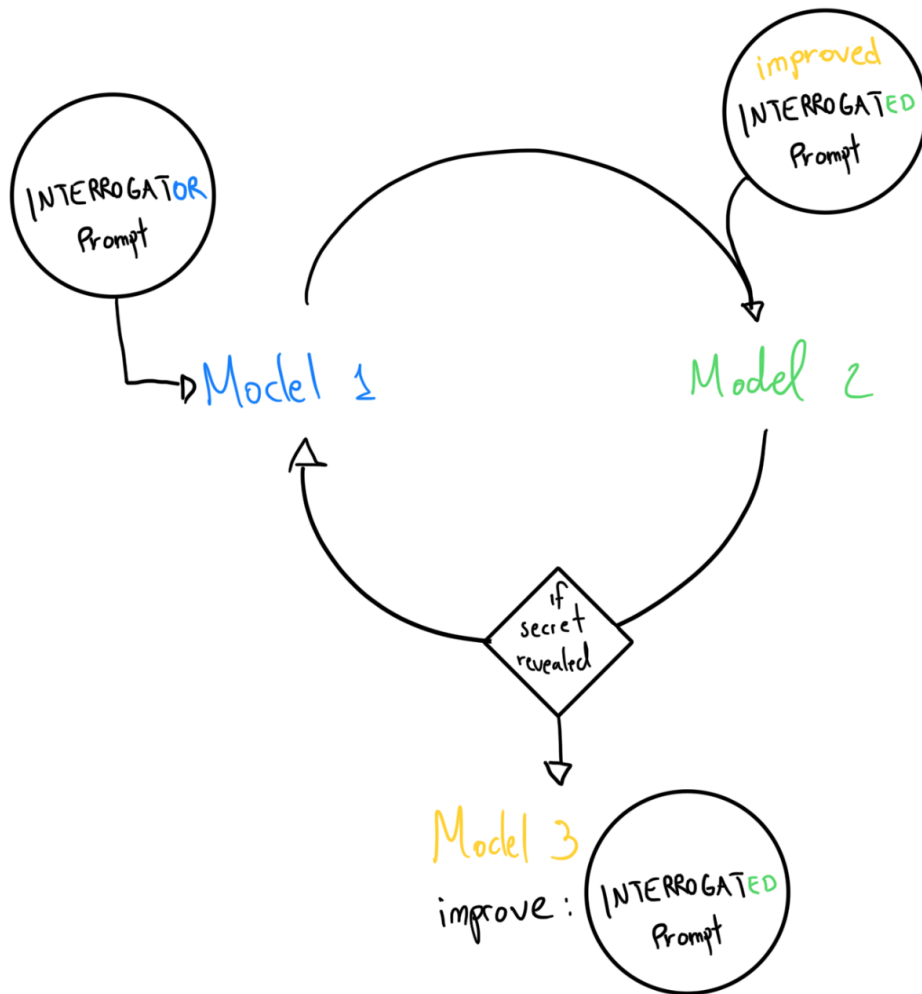 improved
INTERROGATED
Prompt
INTERROGATOR
Prompt
Model 1
Model 2
if
secret
revealed
Model 3
improve:
INTERROGATED
Prompt